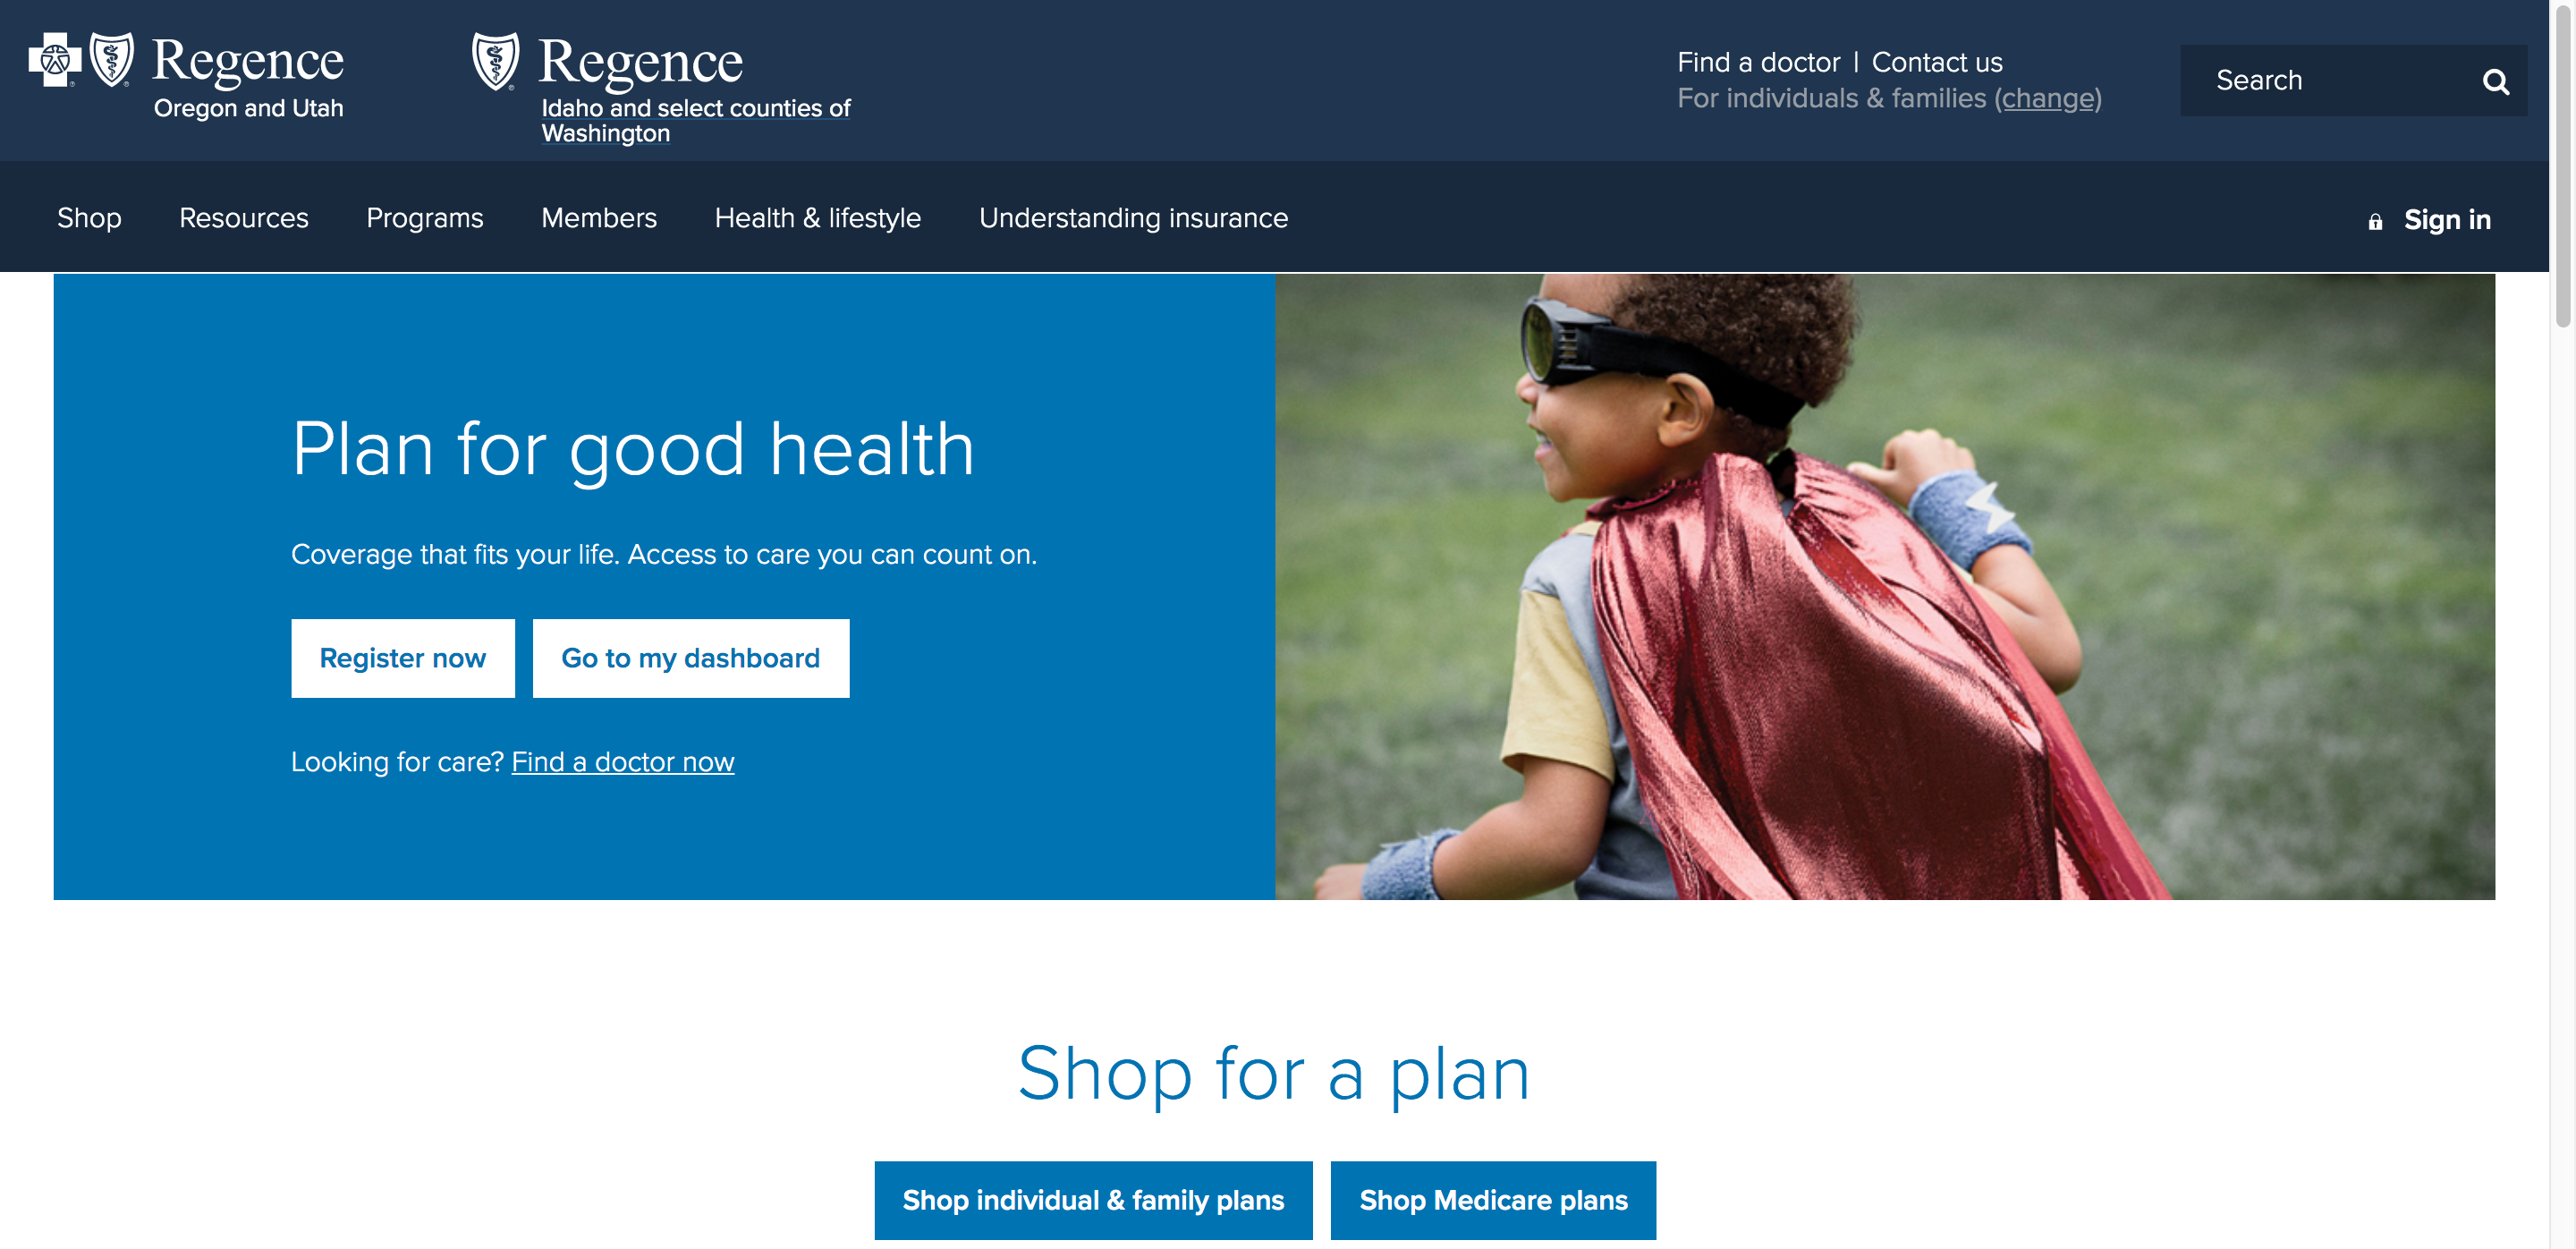 Regence
Oregon and Utah
Regence
Idaho and select counties of
Washington
Find a doctor | Contact us
For individuals & families (change)
Search
Shop
Resources
Programs
Members
Health & lifestyle
Understanding insurance
Sign in
Plan for good health
Coverage that fits your life. Access to care you can count on.
Register now
Go to my dashboard
Looking for care? Find a doctor now
Shop for a plan
Shop individual & family plans
Shop Medicare plans